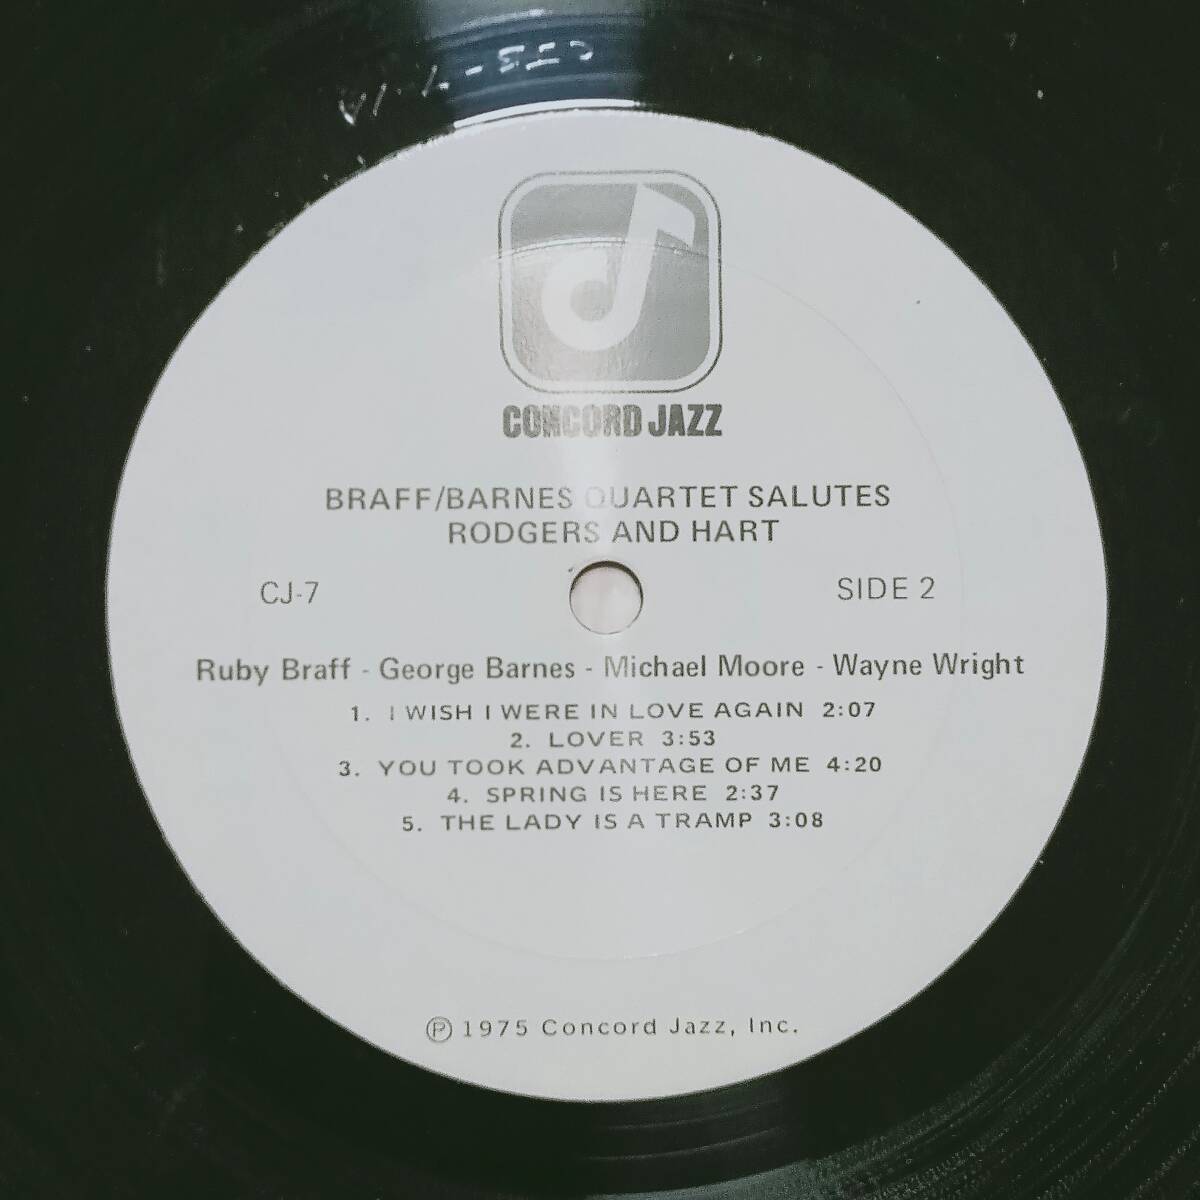 CONCORD JAZZ
BRAFF/BARNES QUARTET SALUTES
RODGERS AND HART
CJ-7
SIDE 2
Ruby Braff - George Barnes - Michael Moore - Wayne Wright
1. I WISH I WERE IN LOVE AGAIN 2:07
2. LOVER 3:53
3. YOU TOOK ADVANTAGE OF ME 4:20
4. SPRING IS HERE 2:37
5. THE LADY IS A TRAMP 3:08
Ⓟ 1975 Concord Jazz, Inc.